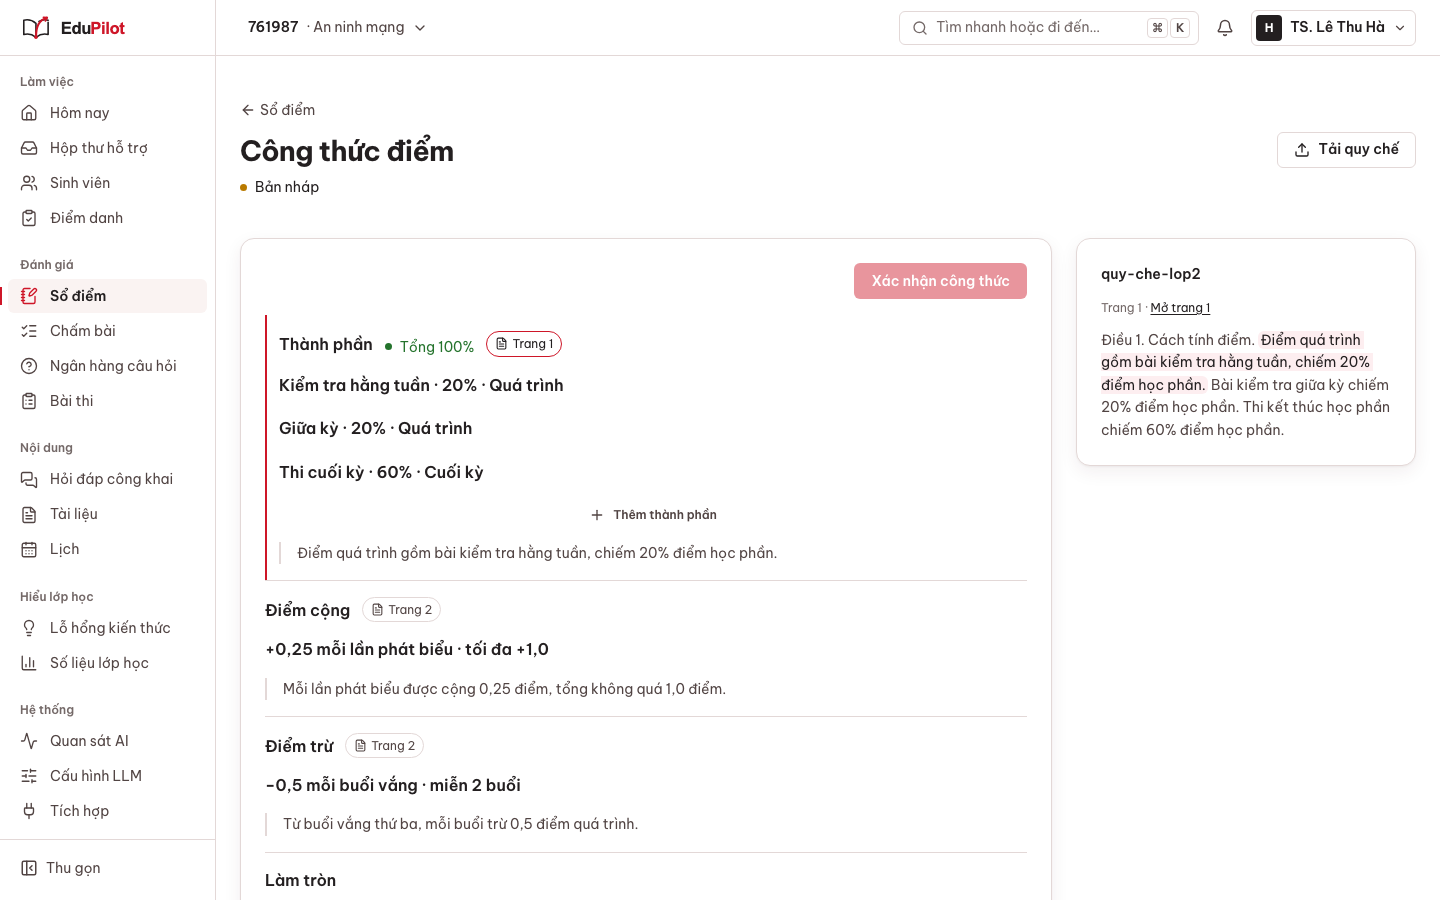 EduPilot
761987 · An ninh mạng
Tìm nhanh hoặc đi đến...
⌘ K
H
TS. Lê Thu Hà
Làm việc
Hôm nay
Hộp thư hỗ trợ
Sinh viên
Điểm danh
Đánh giá
Sổ điểm
Chấm bài
Ngân hàng câu hỏi
Bài thi
Nội dung
Hỏi đáp công khai
Tài liệu
Lịch
Hiểu lớp học
Lỗ hổng kiến thức
Số liệu lớp học
Hệ thống
Quan sát AI
Cấu hình LLM
Tích hợp
Thu gọn
← Sổ điểm
Công thức điểm
Bản nháp
Tải quy chế
Xác nhận công thức
Thành phần
Tổng 100%
Trang 1
Kiểm tra hằng tuần · 20% · Quá trình
Giữa kỳ · 20% · Quá trình
Thi cuối kỳ · 60% · Cuối kỳ
+ Thêm thành phần
Điểm quá trình gồm bài kiểm tra hằng tuần, chiếm 20% điểm học phần.
Điểm cộng
Trang 2
+0,25 mỗi lần phát biểu · tối đa +1,0
Mỗi lần phát biểu được cộng 0,25 điểm, tổng không quá 1,0 điểm.
Điểm trừ
Trang 2
−0,5 mỗi buổi vắng · miễn 2 buổi
Từ buổi vắng thứ ba, mỗi buổi trừ 0,5 điểm quá trình.
Làm tròn
quy-che-lop2
Trang 1 · Mở trang 1
Điều 1. Cách tính điểm. Điểm quá trình
gồm bài kiểm tra hằng tuần, chiếm 20%
điểm học phần. Bài kiểm tra giữa kỳ chiếm
20% điểm học phần. Thi kết thúc học phần
chiếm 60% điểm học phần.